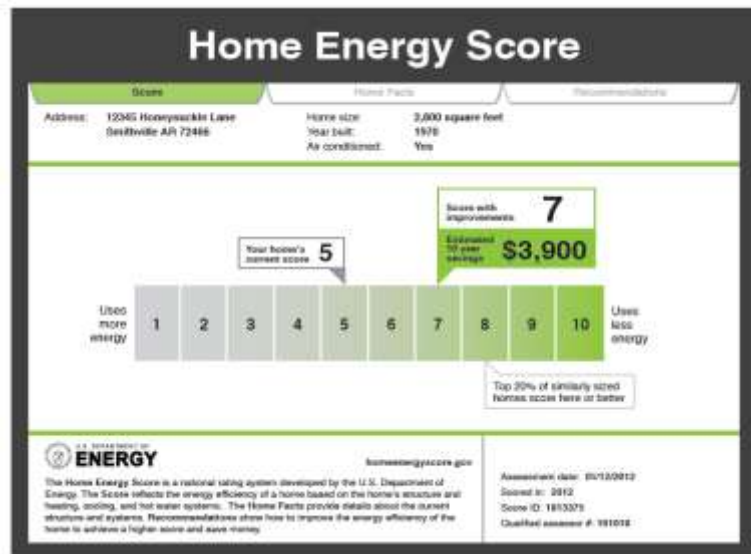 Home Energy Score
Score Home Facts Recommendations
Address: 12345 Honeysuckle Lane Home size: square feet
Smithville AR 72466 Year built: 1970
Air conditioned: Yes
Score with improvements 7
Your home's current score 5
Estimated 10 year savings $3,900
Uses more energy 1 2 3 4 5 6 7 8 9 10 Uses less energy
Top 20% of similarly sized
homes score here or better
U.S. DEPARTMENT OF
ENERGY
homeenergyscore.gov
The Home Energy Score is a national rating system developed by the U.S. Department of
Energy. The Score reflects the energy efficiency of a home based on the home's structure and
heating, cooling, and hot water systems. The Home Facts provide details about the current
structure and systems. Recommendations show how to improve the energy efficiency of the
home to achieve a higher score and save money.
Assessment date: 2012
Scored in: 2012
Score ID:
Qualified assessor #: